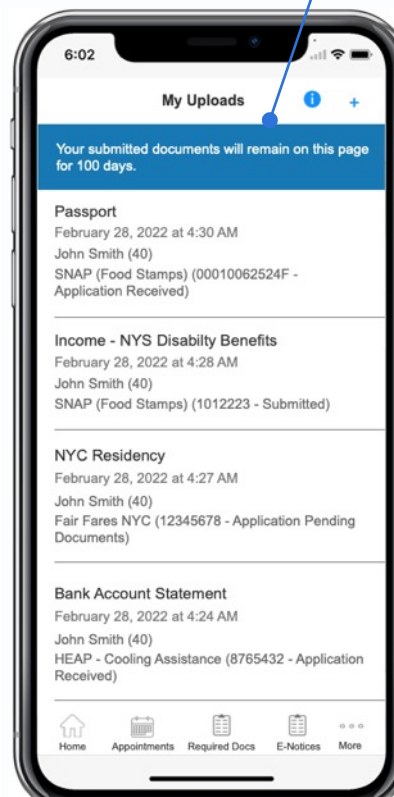 6:02
My Uploads
i +
Your submitted documents will remain on this page
for 100 days.
Passport
February 28, 2022 at 4:30 AM
John Smith (40)
SNAP (Food Stamps) (00010062524F -
Application Received)
Income - NYS Disabilty Benefits
February 28, 2022 at 4:28 AM
John Smith (40)
SNAP (Food Stamps) (1012223 - Submitted)
NYC Residency
February 28, 2022 at 4:27 AM
John Smith (40)
Fair Fares NYC (12345678 - Application Pending
Documents)
Bank Account Statement
February 28, 2022 at 4:24 AM
John Smith (40)
HEAP - Cooling Assistance (8765432 - Application
Received)
Home Appointments Required Docs E-Notices More